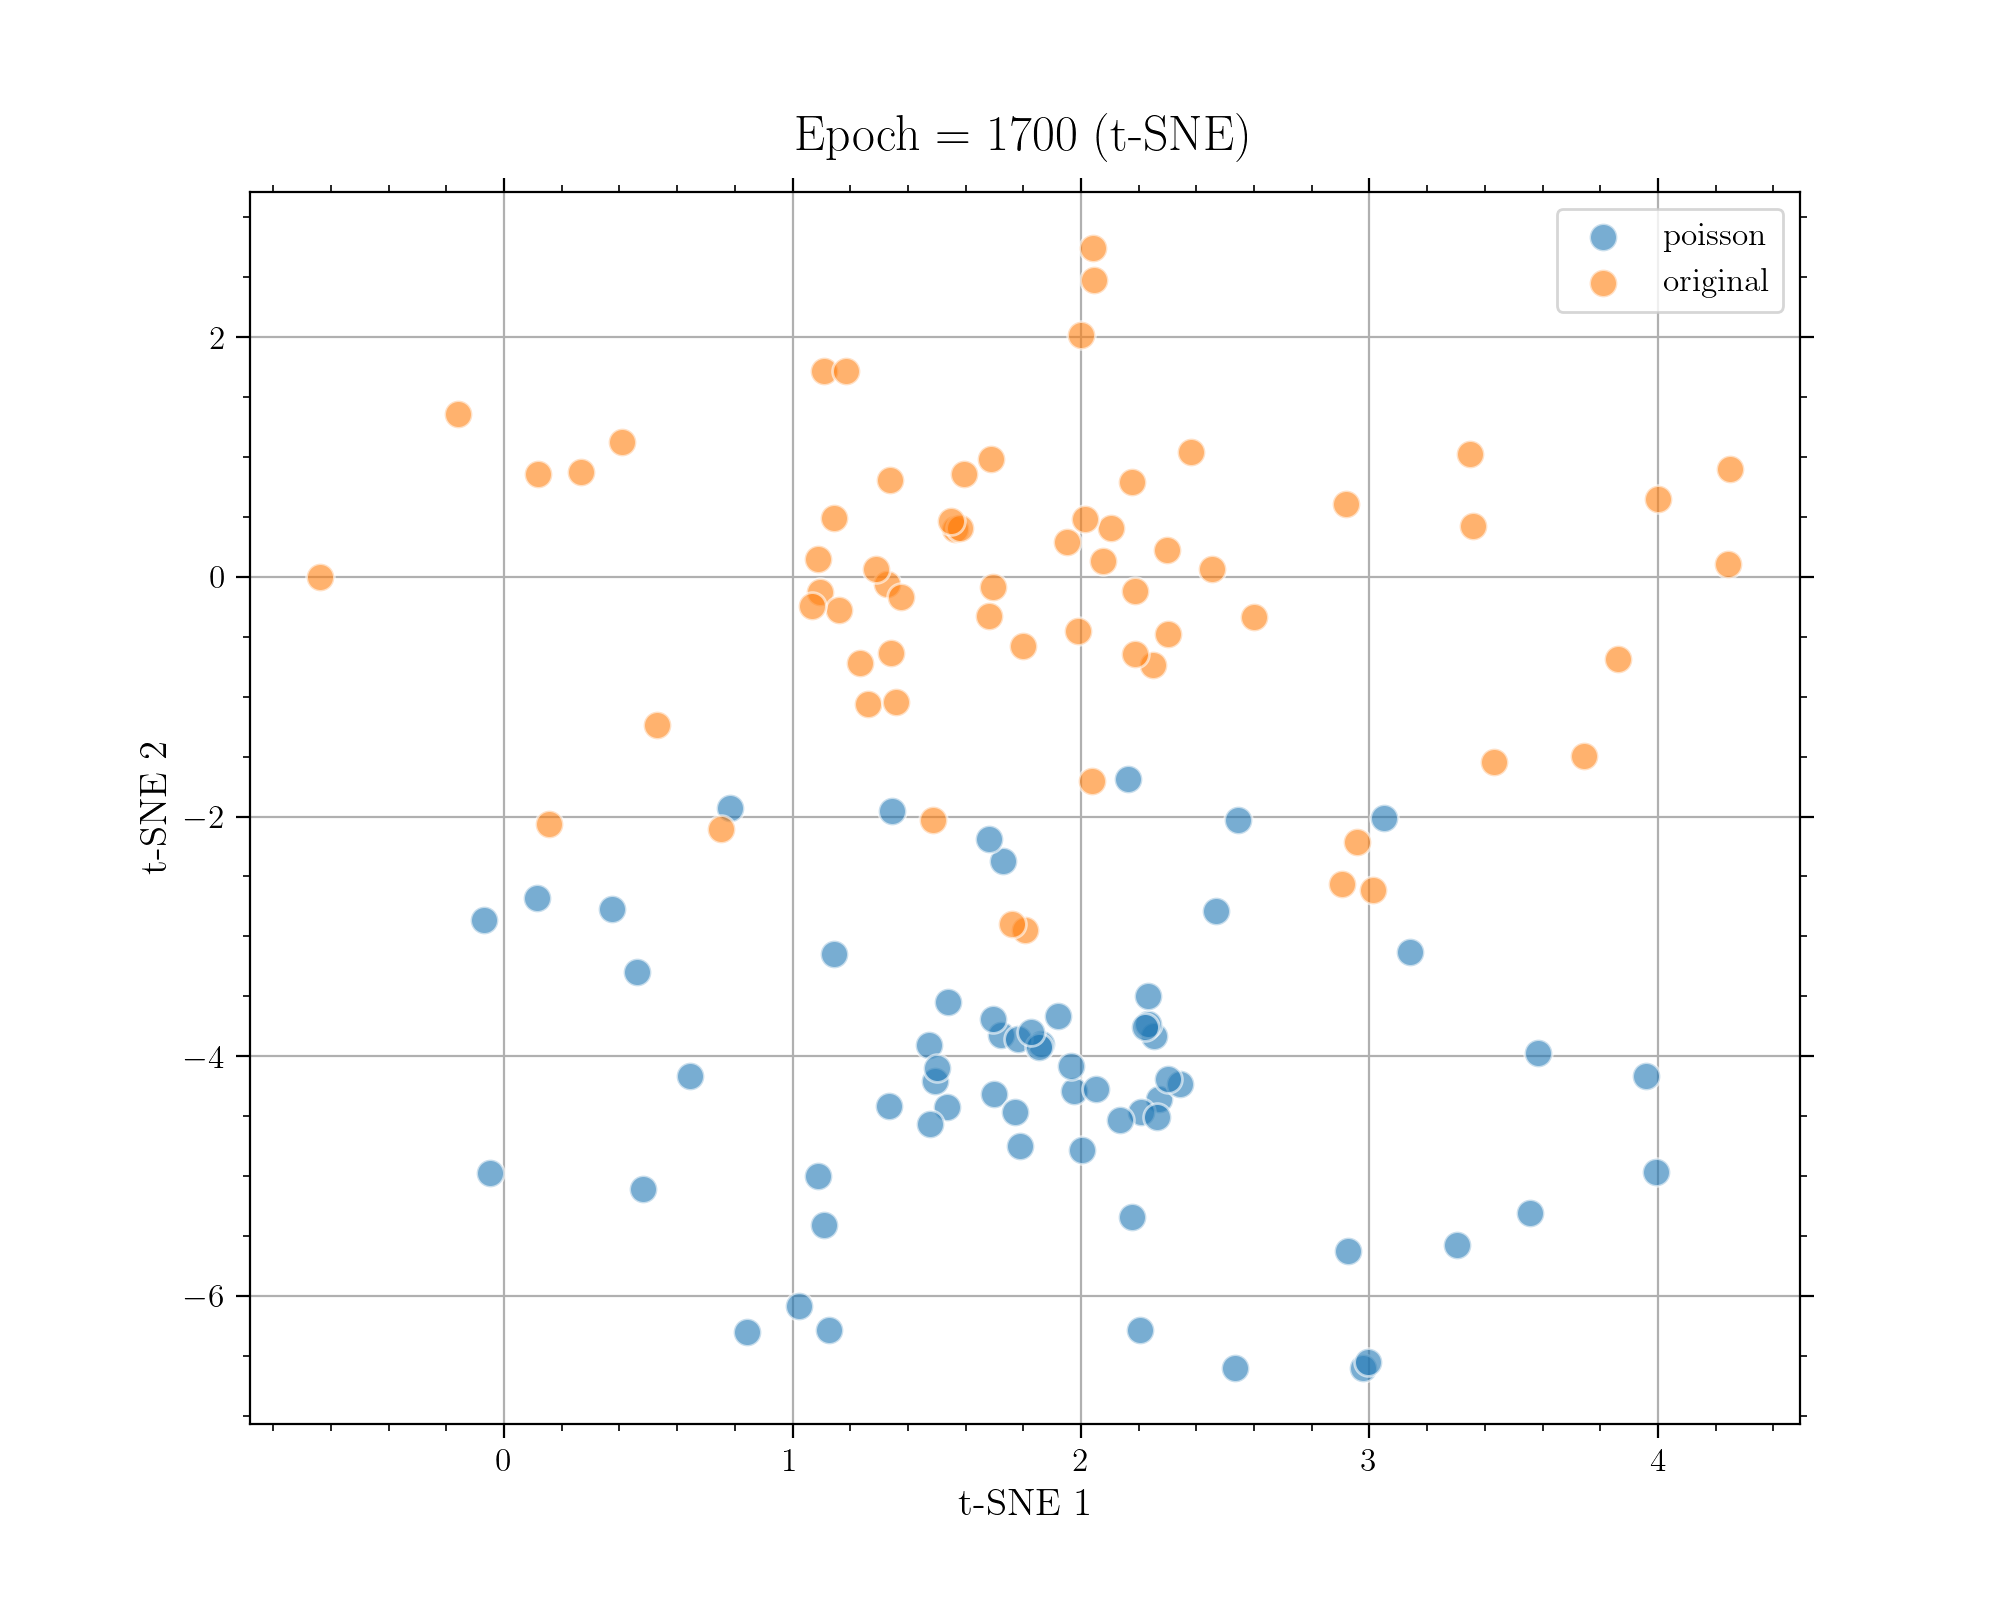 Epoch = 1700 (t-SNE)
poisson
original
2
0
−2
−4
−6
t-SNE 2
0
1
2
3
4
t-SNE 1